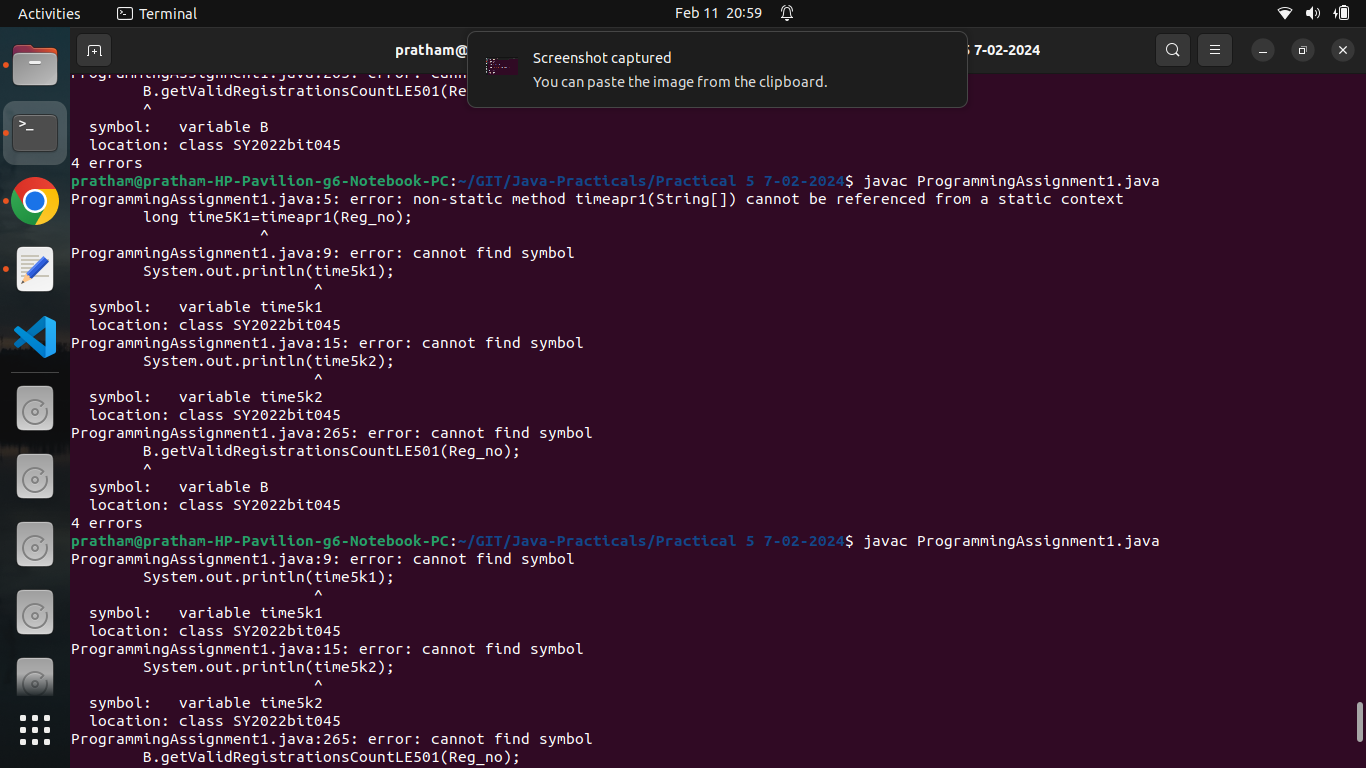 Activities
Terminal
Feb 11 20:59
pratham@
5 7-02-2024
Screenshot captured
You can paste the image from the clipboard.
B.getValidRegistrationsCountLE501(Re
^
symbol: variable B
location: class SY2022bit045
4 errors
pratham@pratham-HP-Pavilion-g6-Notebook-PC:~/GIT/Java-Practicals/Practical 5 7-02-2024$ javac ProgrammingAssignment1.java
ProgrammingAssignment1.java:5: error: non-static method timeapr1(String[]) cannot be referenced from a static context
long time5K1=timeapr1(Reg_no);
^
ProgrammingAssignment1.java:9: error: cannot find symbol
System.out.println(time5k1);
^
symbol: variable time5k1
location: class SY2022bit045
ProgrammingAssignment1.java:15: error: cannot find symbol
System.out.println(time5k2);
^
symbol: variable time5k2
location: class SY2022bit045
ProgrammingAssignment1.java:265: error: cannot find symbol
B.getValidRegistrationsCountLE501(Reg_no);
^
symbol: variable B
location: class SY2022bit045
4 errors
pratham@pratham-HP-Pavilion-g6-Notebook-PC:~/GIT/Java-Practicals/Practical 5 7-02-2024$ javac ProgrammingAssignment1.java
ProgrammingAssignment1.java:9: error: cannot find symbol
System.out.println(time5k1);
^
symbol: variable time5k1
location: class SY2022bit045
ProgrammingAssignment1.java:15: error: cannot find symbol
System.out.println(time5k2);
^
symbol: variable time5k2
location: class SY2022bit045
ProgrammingAssignment1.java:265: error: cannot find symbol
B.getValidRegistrationsCountLE501(Reg_no);